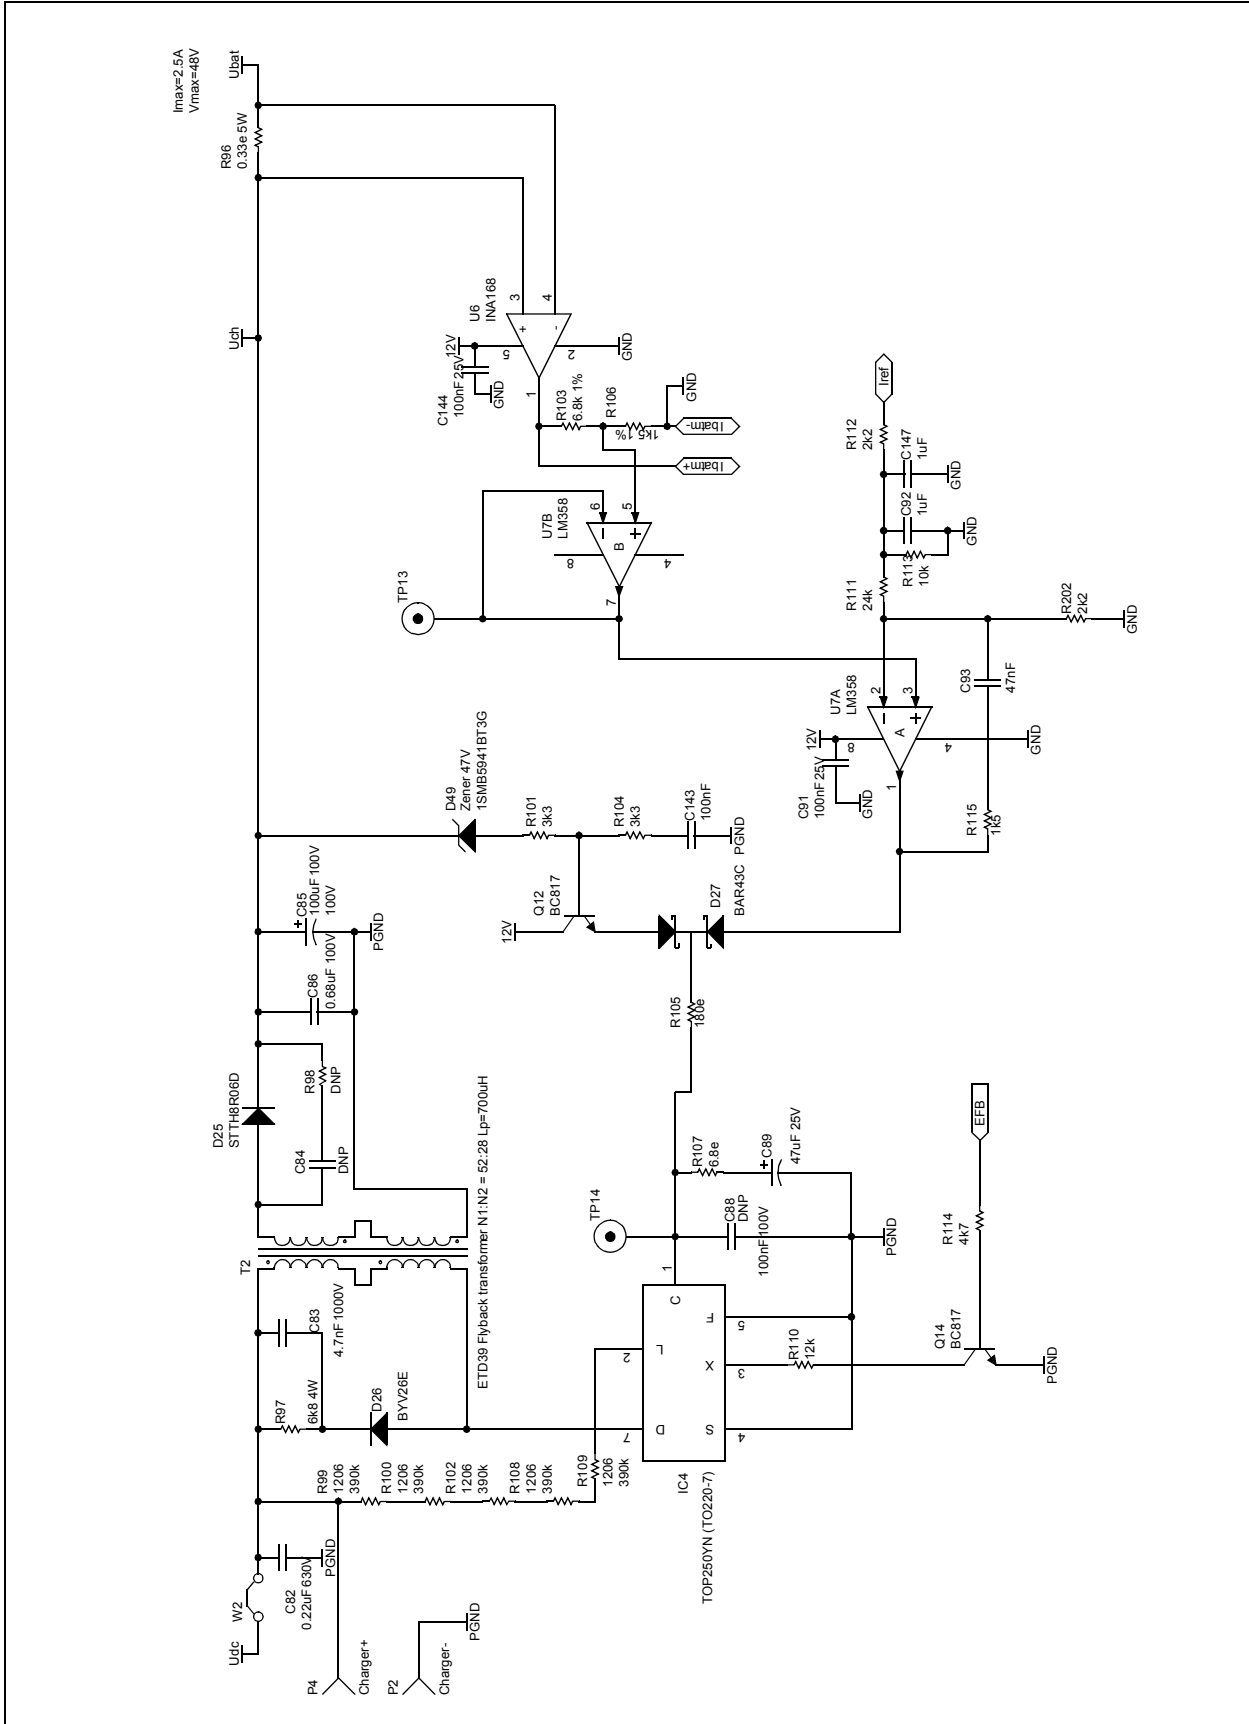 Imax=2.5A
Vmax=48V
Ubat
R96
0.33e 5W
Uch
U6
INA168
3
4
+
-
5
2
1
12V
GND
C144
100nF 25V
GND
R103
6.8k 1%
R106
1k5 1%
GND
Ibatm-
Ibatm+
U7B
LM358
6
5
B
8
4
7
TP13
Iref
R112
2k2
C147
1uF
GND
C92
1uF
GND
R113
10k
R111
24k
R202
2k2
GND
C93
47nF
U7A
LM358
2
3
A
8
4
1
12V
GND
C91
100nF 25V
GND
R115
1k5
D49
Zener 47V
1SMB5941BT3G
R101
3k3
R104
3k3
C143
100nF
PGND
Q12
BC817
12V
D27
BAR43C
R105
180e
C85
100uF 100V
100V
PGND
C86
0.68uF 100V
R98
DNP
D25
STTH8R06D
C84
DNP
T2
ETD39 Flyback transformer N1:N2 = 52:28 Lp=700uH
C83
4.7nF 1000V
R97
6k8 4W
D26
BYV26E
R99
1206
390k
R100
1206
390k
R102
1206
390k
R108
1206
390k
R109
1206
390k
TP14
R107
6.8e
C89
47uF 25V
C88
DNP
100nF 100V
PGND
1
C
2
L
7
D
F
5
X
3
S
4
IC4
TOP250YN (TO220-7)
R110
12k
EFB
R114
4k7
Q14
BC817
PGND
W2
Udc
C82
0.22uF 630V
PGND
P4
Charger+
P2
Charger-
PGND